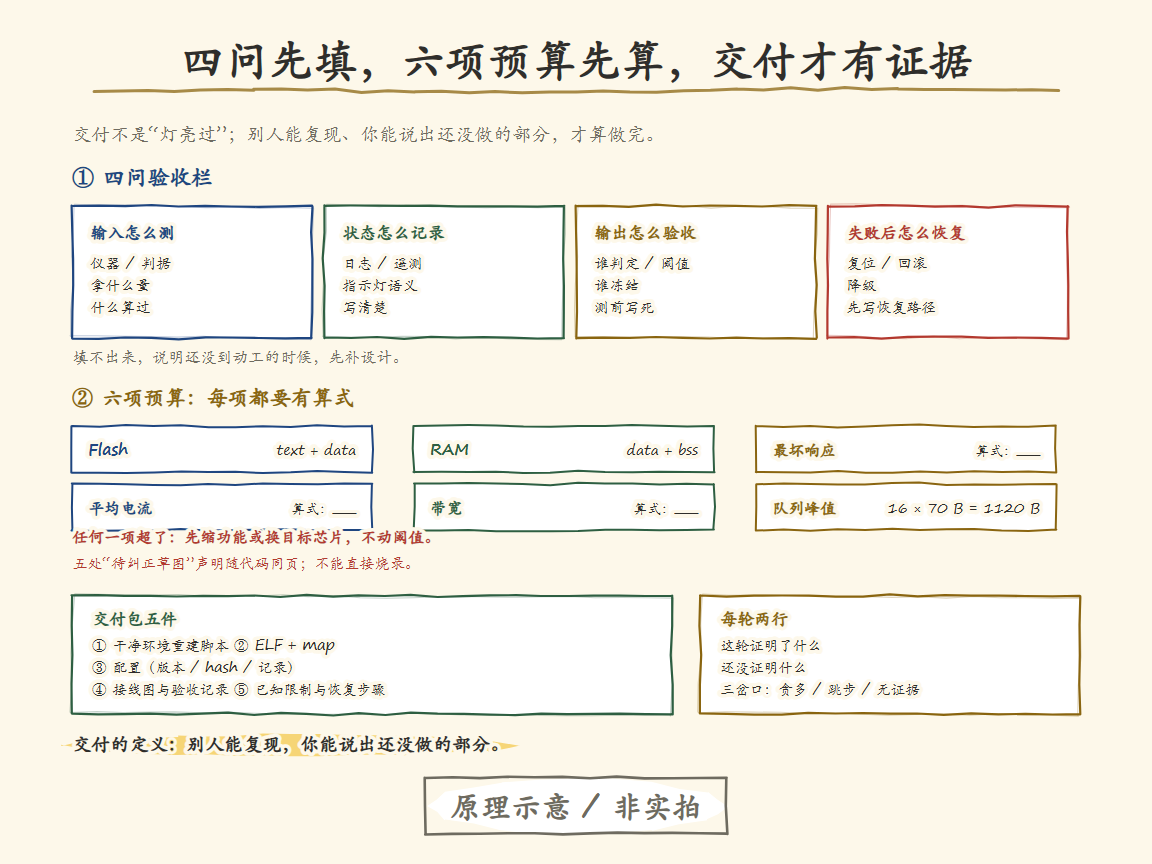 四问先填，六项预算先算，交付才有证据
交付不是“灯亮过”；别人能复现、你能说出还没做的部分，才算做完。
① 四问验收栏
输入怎么测
仪器 / 判据
拿什么量
什么算过
状态怎么记录
日志 / 遥测
指示灯语义
写清楚
输出怎么验收
谁判定 / 阈值
谁冻结
测前写死
失败后怎么恢复
复位 / 回滚
降级
先写恢复路径
填不出来，说明还没到动工的时候，先补设计。
② 六项预算：每项都要有算式
Flash text + data
RAM data + bss
最坏响应 算式：___
平均电流 算式：___
带宽 算式：___
队列峰值 16 × 70 B = 1120 B
任何一项超了：先缩功能或换目标芯片，不动阈值。
五处“待纠正草图”声明随代码同页；不能直接烧录。
交付包五件
① 干净环境重建脚本 ② ELF + map
③ 配置（版本 / hash / 记录）
④ 接线图与验收记录 ⑤ 已知限制与恢复步骤
每轮两行
这轮证明了什么
还没证明什么
三岔口：贪多 / 跳步 / 无证据
交付的定义：别人能复现，你能说出还没做的部分。
原理示意 / 非实拍